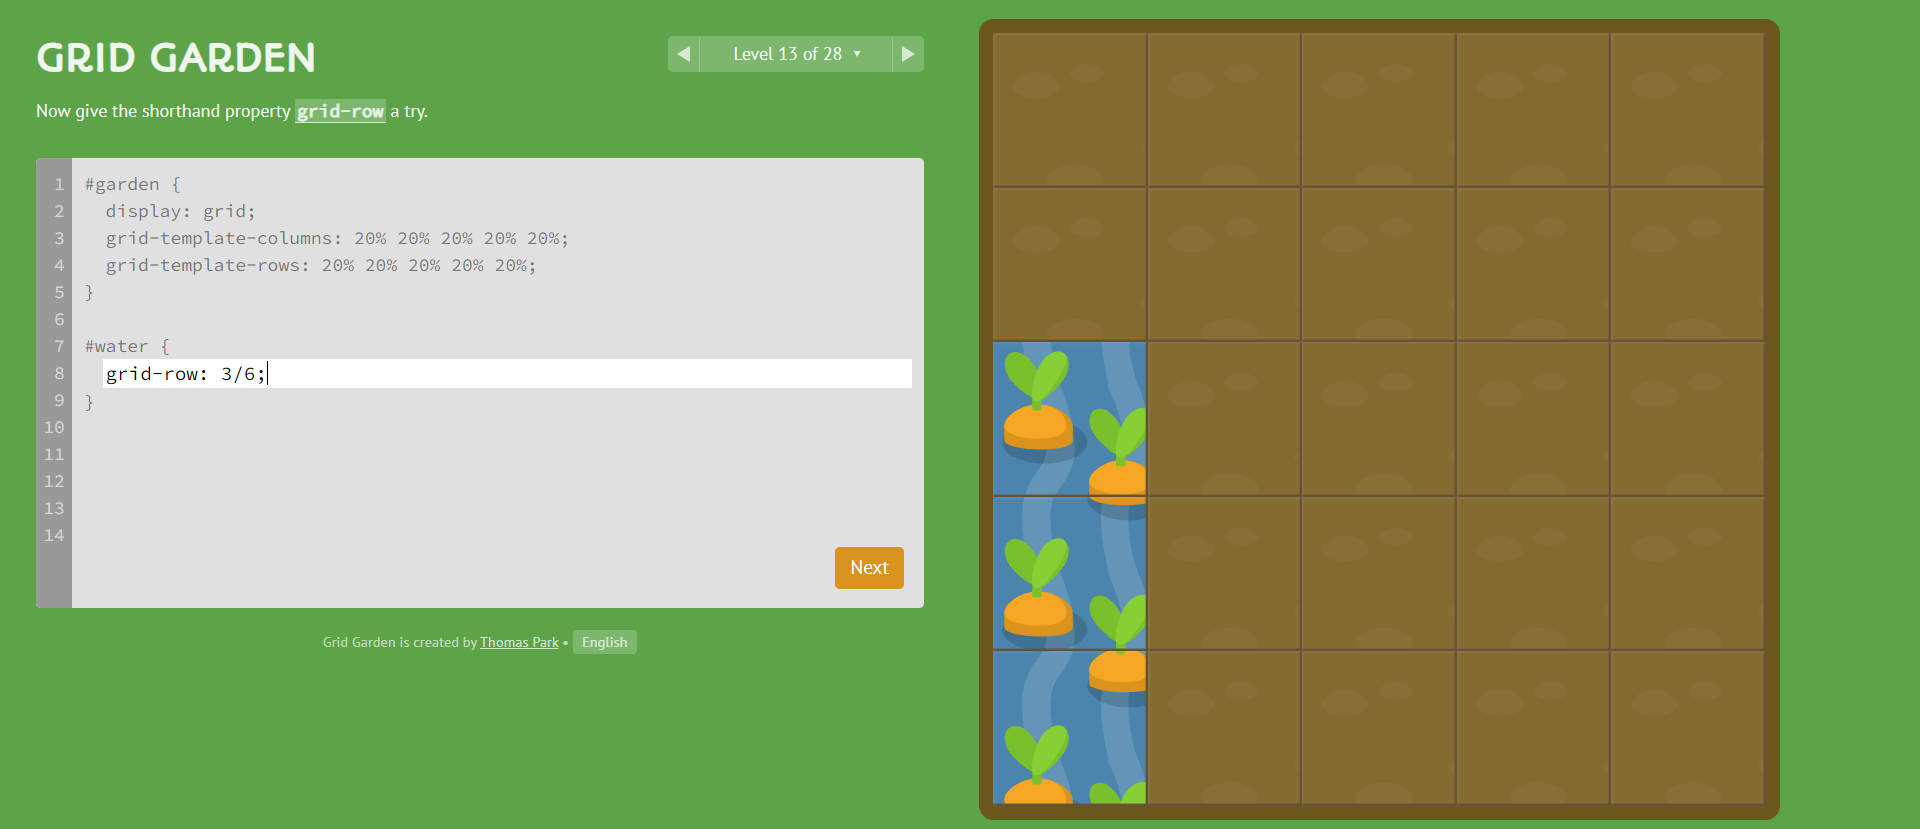 GRID GARDEN
Level 13 of 28
Now give the shorthand property grid-row a try.
1 #garden {
2 display: grid;
3 grid-template-columns: 20% 20% 20% 20% 20%;
4 grid-template-rows: 20% 20% 20% 20% 20%;
5 }
6
7 #water {
8 grid-row: 3/6;
9 }
10
11
12
13
14
Next
Grid Garden is created by Thomas Park • English